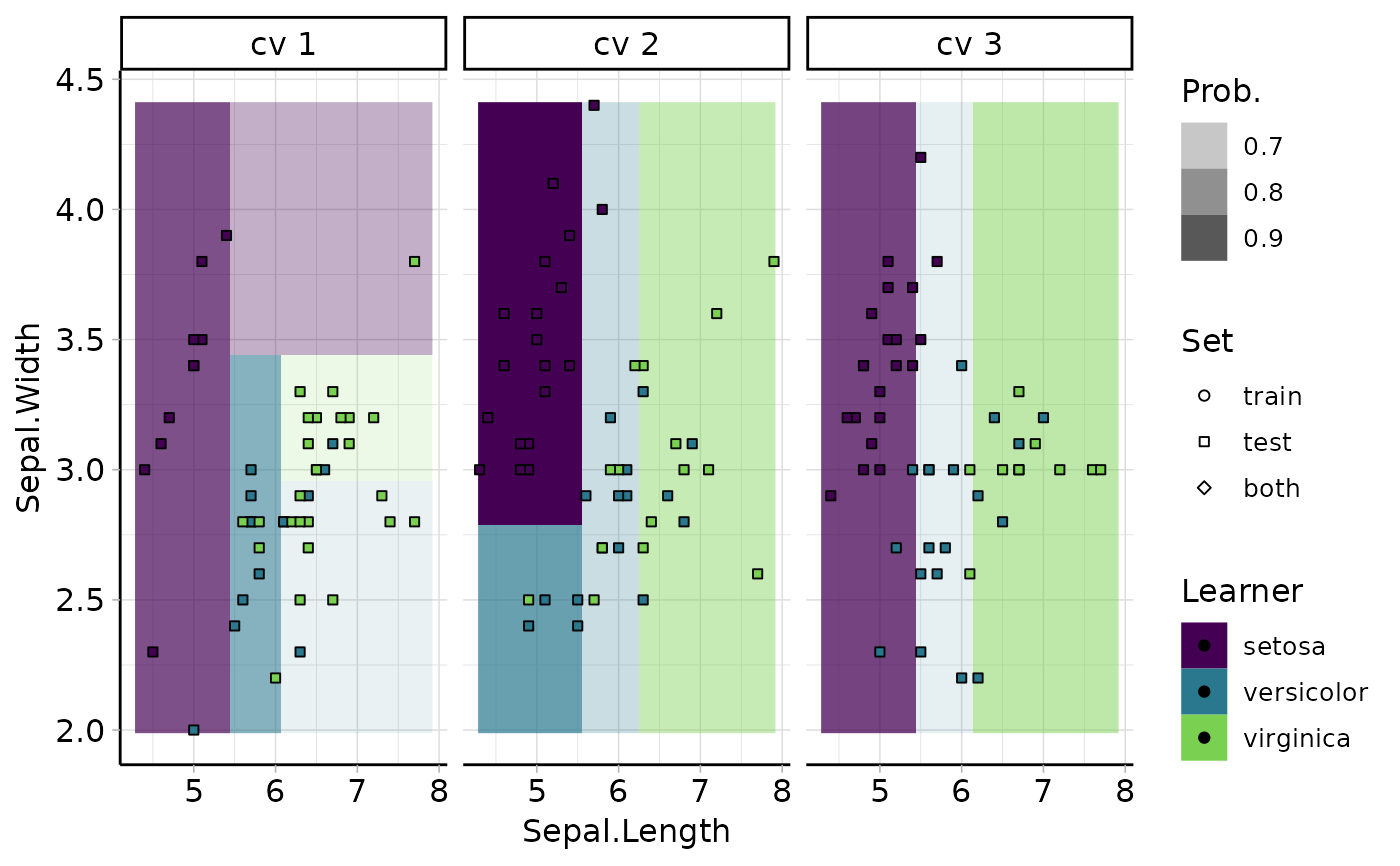 cv 1 cv 2 cv 3
4.5
4.0
3.5
3.0
2.5
2.0
Sepal.Width
5 6 7 8 5 6 7 8 5 6 7 8
Sepal.Length
Prob.
0.7
0.8
0.9
Set
train
test
both
Learner
setosa
versicolor
virginica